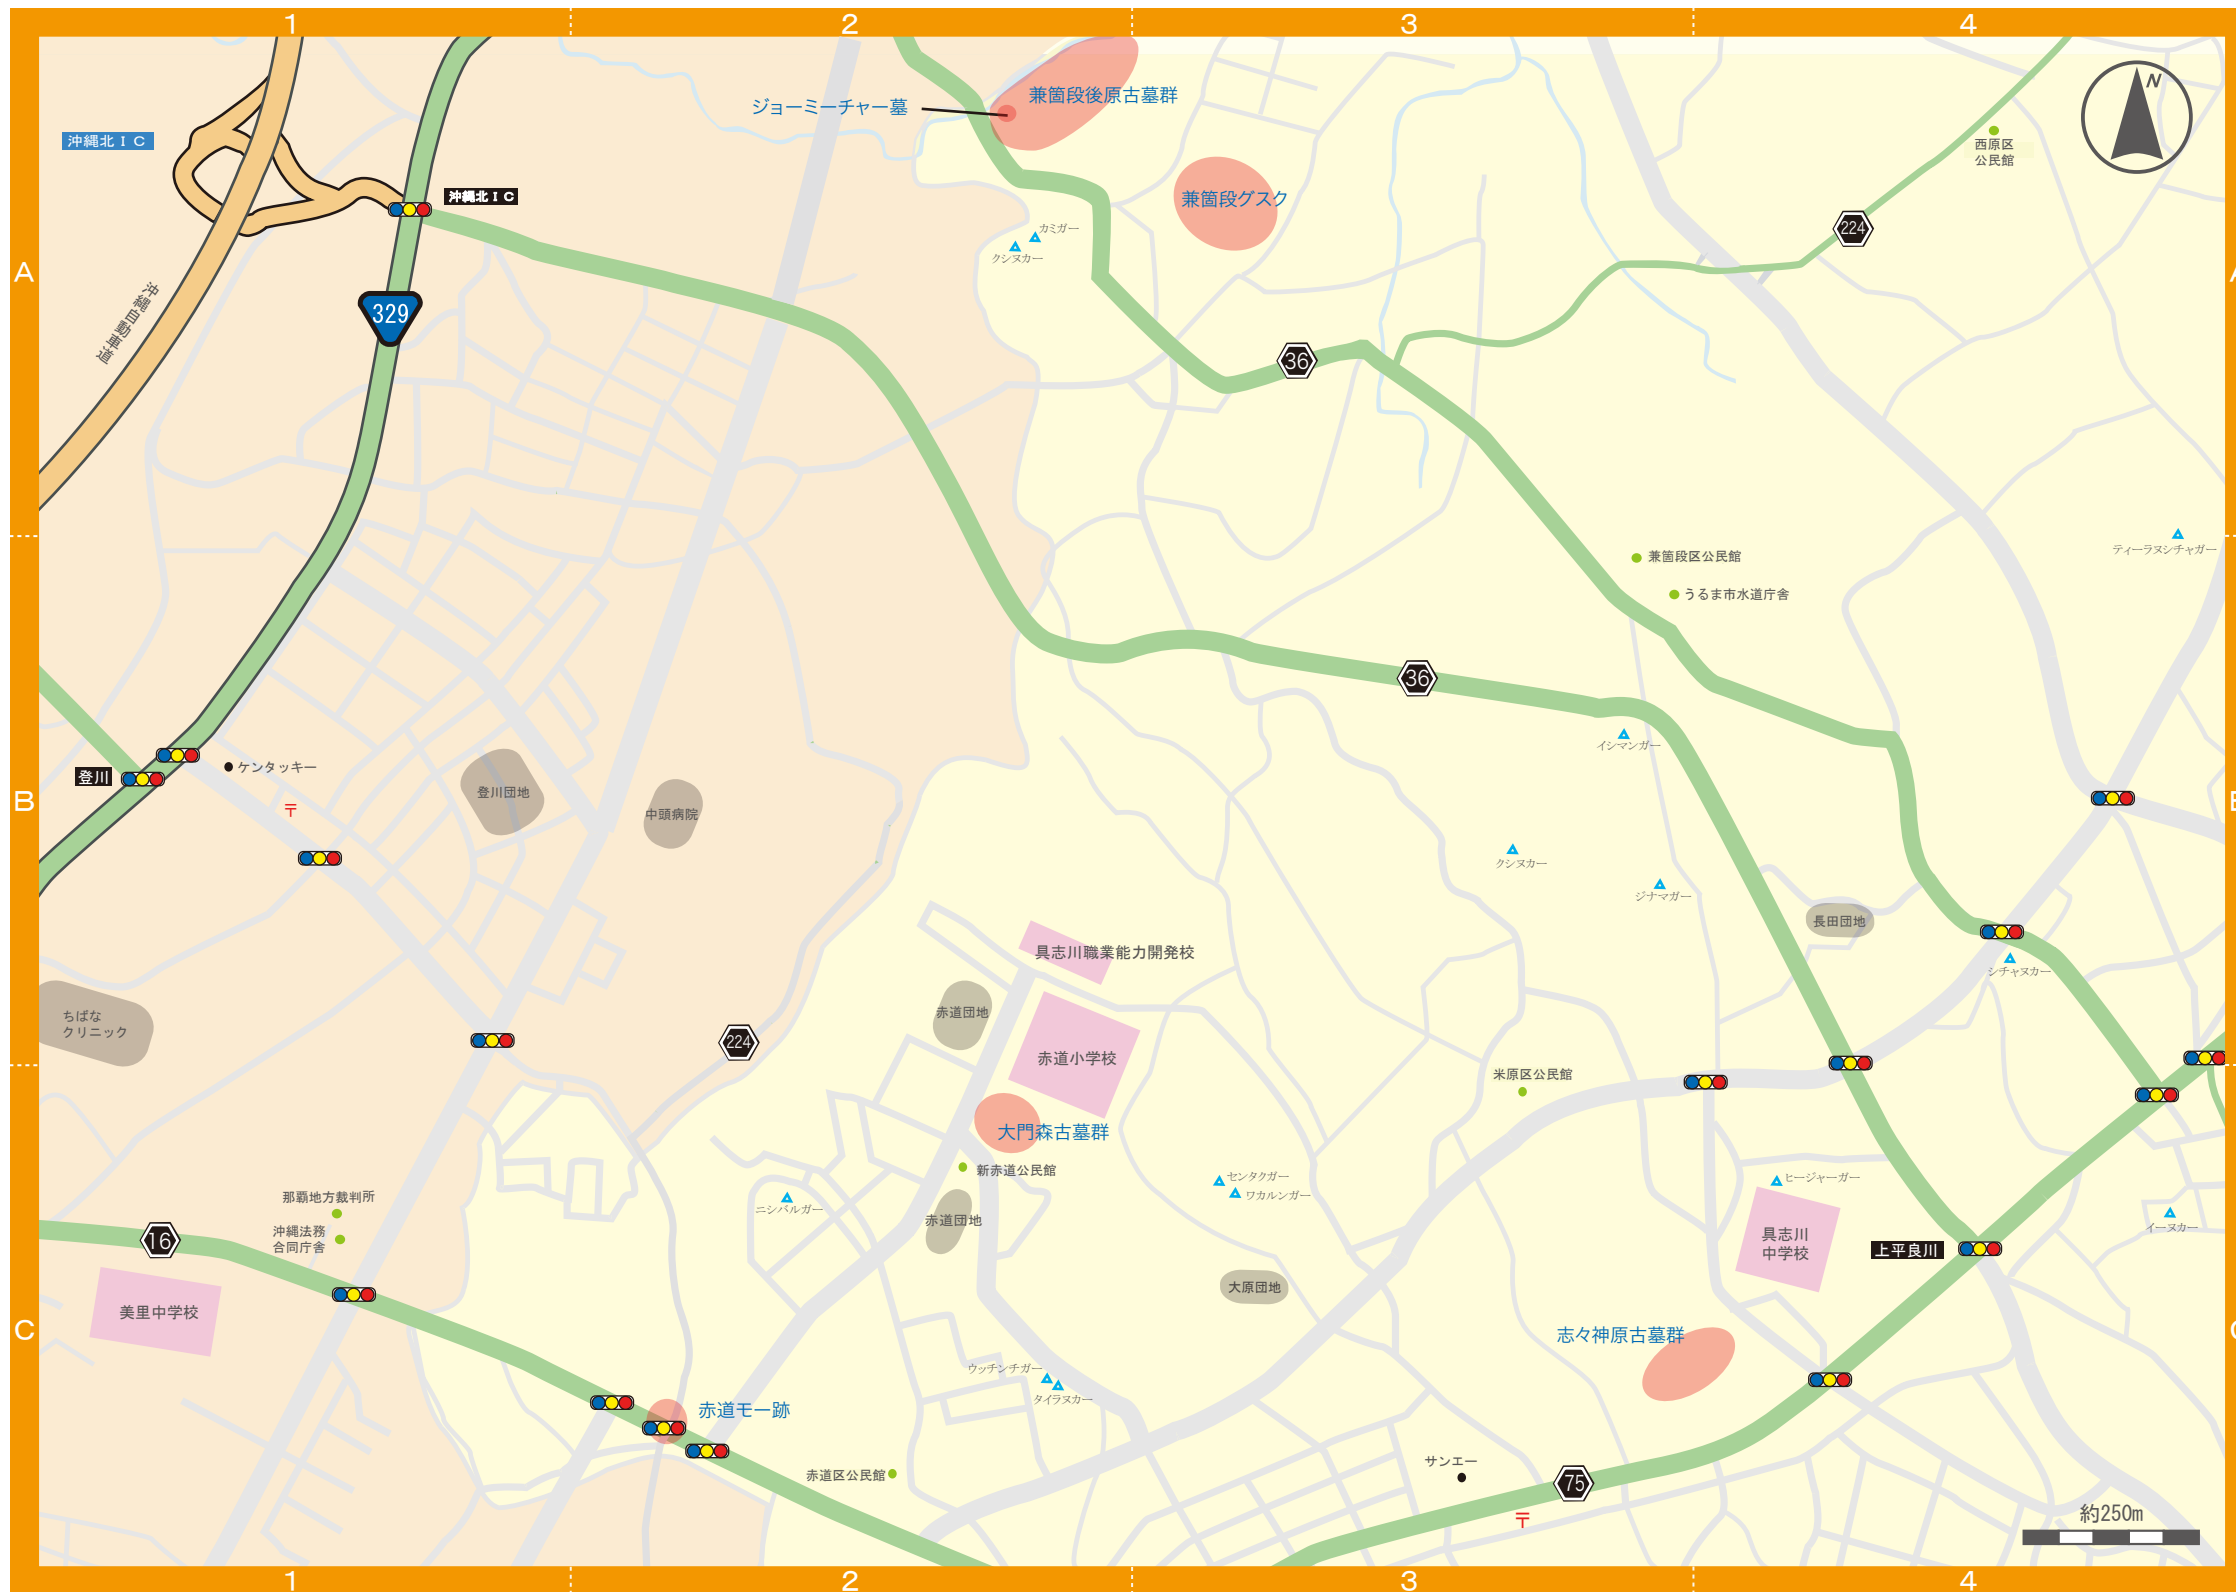 1
2
3
4
ジョーミーチャー墓
兼箇段後原古墓群
沖縄北ＩＣ
N
西原区
公民館
沖縄北ＩＣ
兼箇段グスク
224
カミガー
クシヌカー
A
A
沖縄自動車道
329
36
ティーラヌシチャガー
兼箇段区公民館
うるま市水道庁舎
36
イシマンガー
登川
ケンタッキー
〒
登川団地
中頭病院
B
B
クシヌカー
ジナマガー
長田団地
具志川職業能力開発校
シチャヌカー
ちばな
クリニック
赤道団地
224
赤道小学校
米原区公民館
大門森古墓群
新赤道公民館
センタクガー
ワカルンガー
ヒージャーガー
那覇地方裁判所
ニシバルガー
沖縄法務
合同庁舎
赤道団地
16
イーヌカー
具志川
中学校
上平良川
大原団地
美里中学校
C
C
志々神原古墓群
ウッチンチガー
タイラヌカー
赤道モー跡
赤道区公民館
サンエー
75
〒
約250m
1
2
3
4